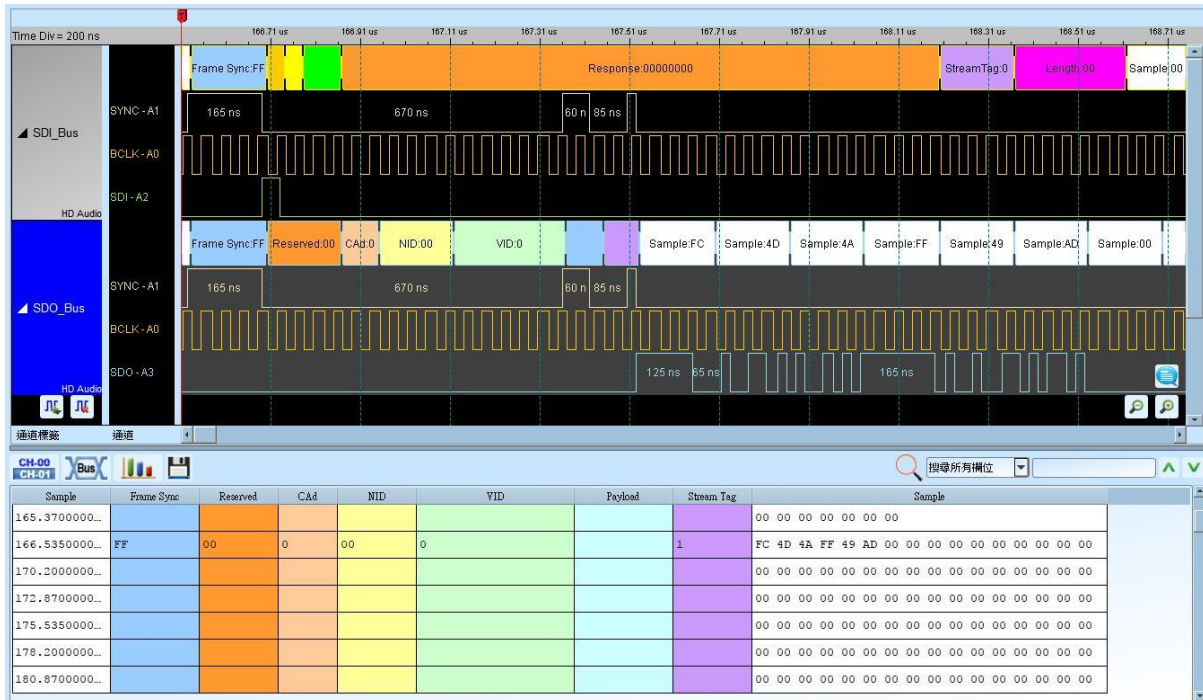 Time Div = 200 ns
166.71 us 166.91 us 167.11 us 167.31 us 167.51 us 167.71 us 167.91 us 168.11 us 168.31 us 168.51 us 168.71 us
Frame Sync:FF Response:00000000 StreamTag:0 Length:00 Sample:00
SYNC - A1 165 ns 670 ns 60 n 85 ns
SDI_Bus
BCLK - A0
SDI - A2
HD Audio
Frame Sync:FF Reserved:00 CAd:0 NID:00 VID:0 Sample:FC Sample:4D Sample:4A Sample:FF Sample:49 Sample:AD Sample:00
SYNC - A1 165 ns 670 ns 60 n 85 ns
SDO_Bus
BCLK - A0
SDO - A3 125 ns 65 ns 165 ns
HD Audio
通道標籤 通道
CH-00
CH-01 Bus 搜尋所有欄位
Sample Frame Sync Reserved CAd NID VID Payload Stream Tag Sample
165.3700000... 00 00 00 00 00 00 00
166.5350000... FF 00 0 00 0 1 FC 4D 4A FF 49 AD 00 00 00 00 00 00 00 00 00 00
170.2000000... 00 00 00 00 00 00 00 00 00 00 00 00 00 00 00 00
172.8700000... 00 00 00 00 00 00 00 00 00 00 00 00 00 00 00 00
175.5350000... 00 00 00 00 00 00 00 00 00 00 00 00 00 00 00 00
178.2000000... 00 00 00 00 00 00 00 00 00 00 00 00 00 00 00 00
180.8700000... 00 00 00 00 00 00 00 00 00 00 00 00 00 00 00 00